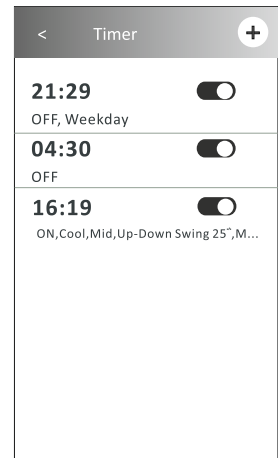 < Timer +
21:29
OFF, Weekday
04:30
OFF
16:19
ON,Cool,Mid,Up-Down Swing 25°,M...